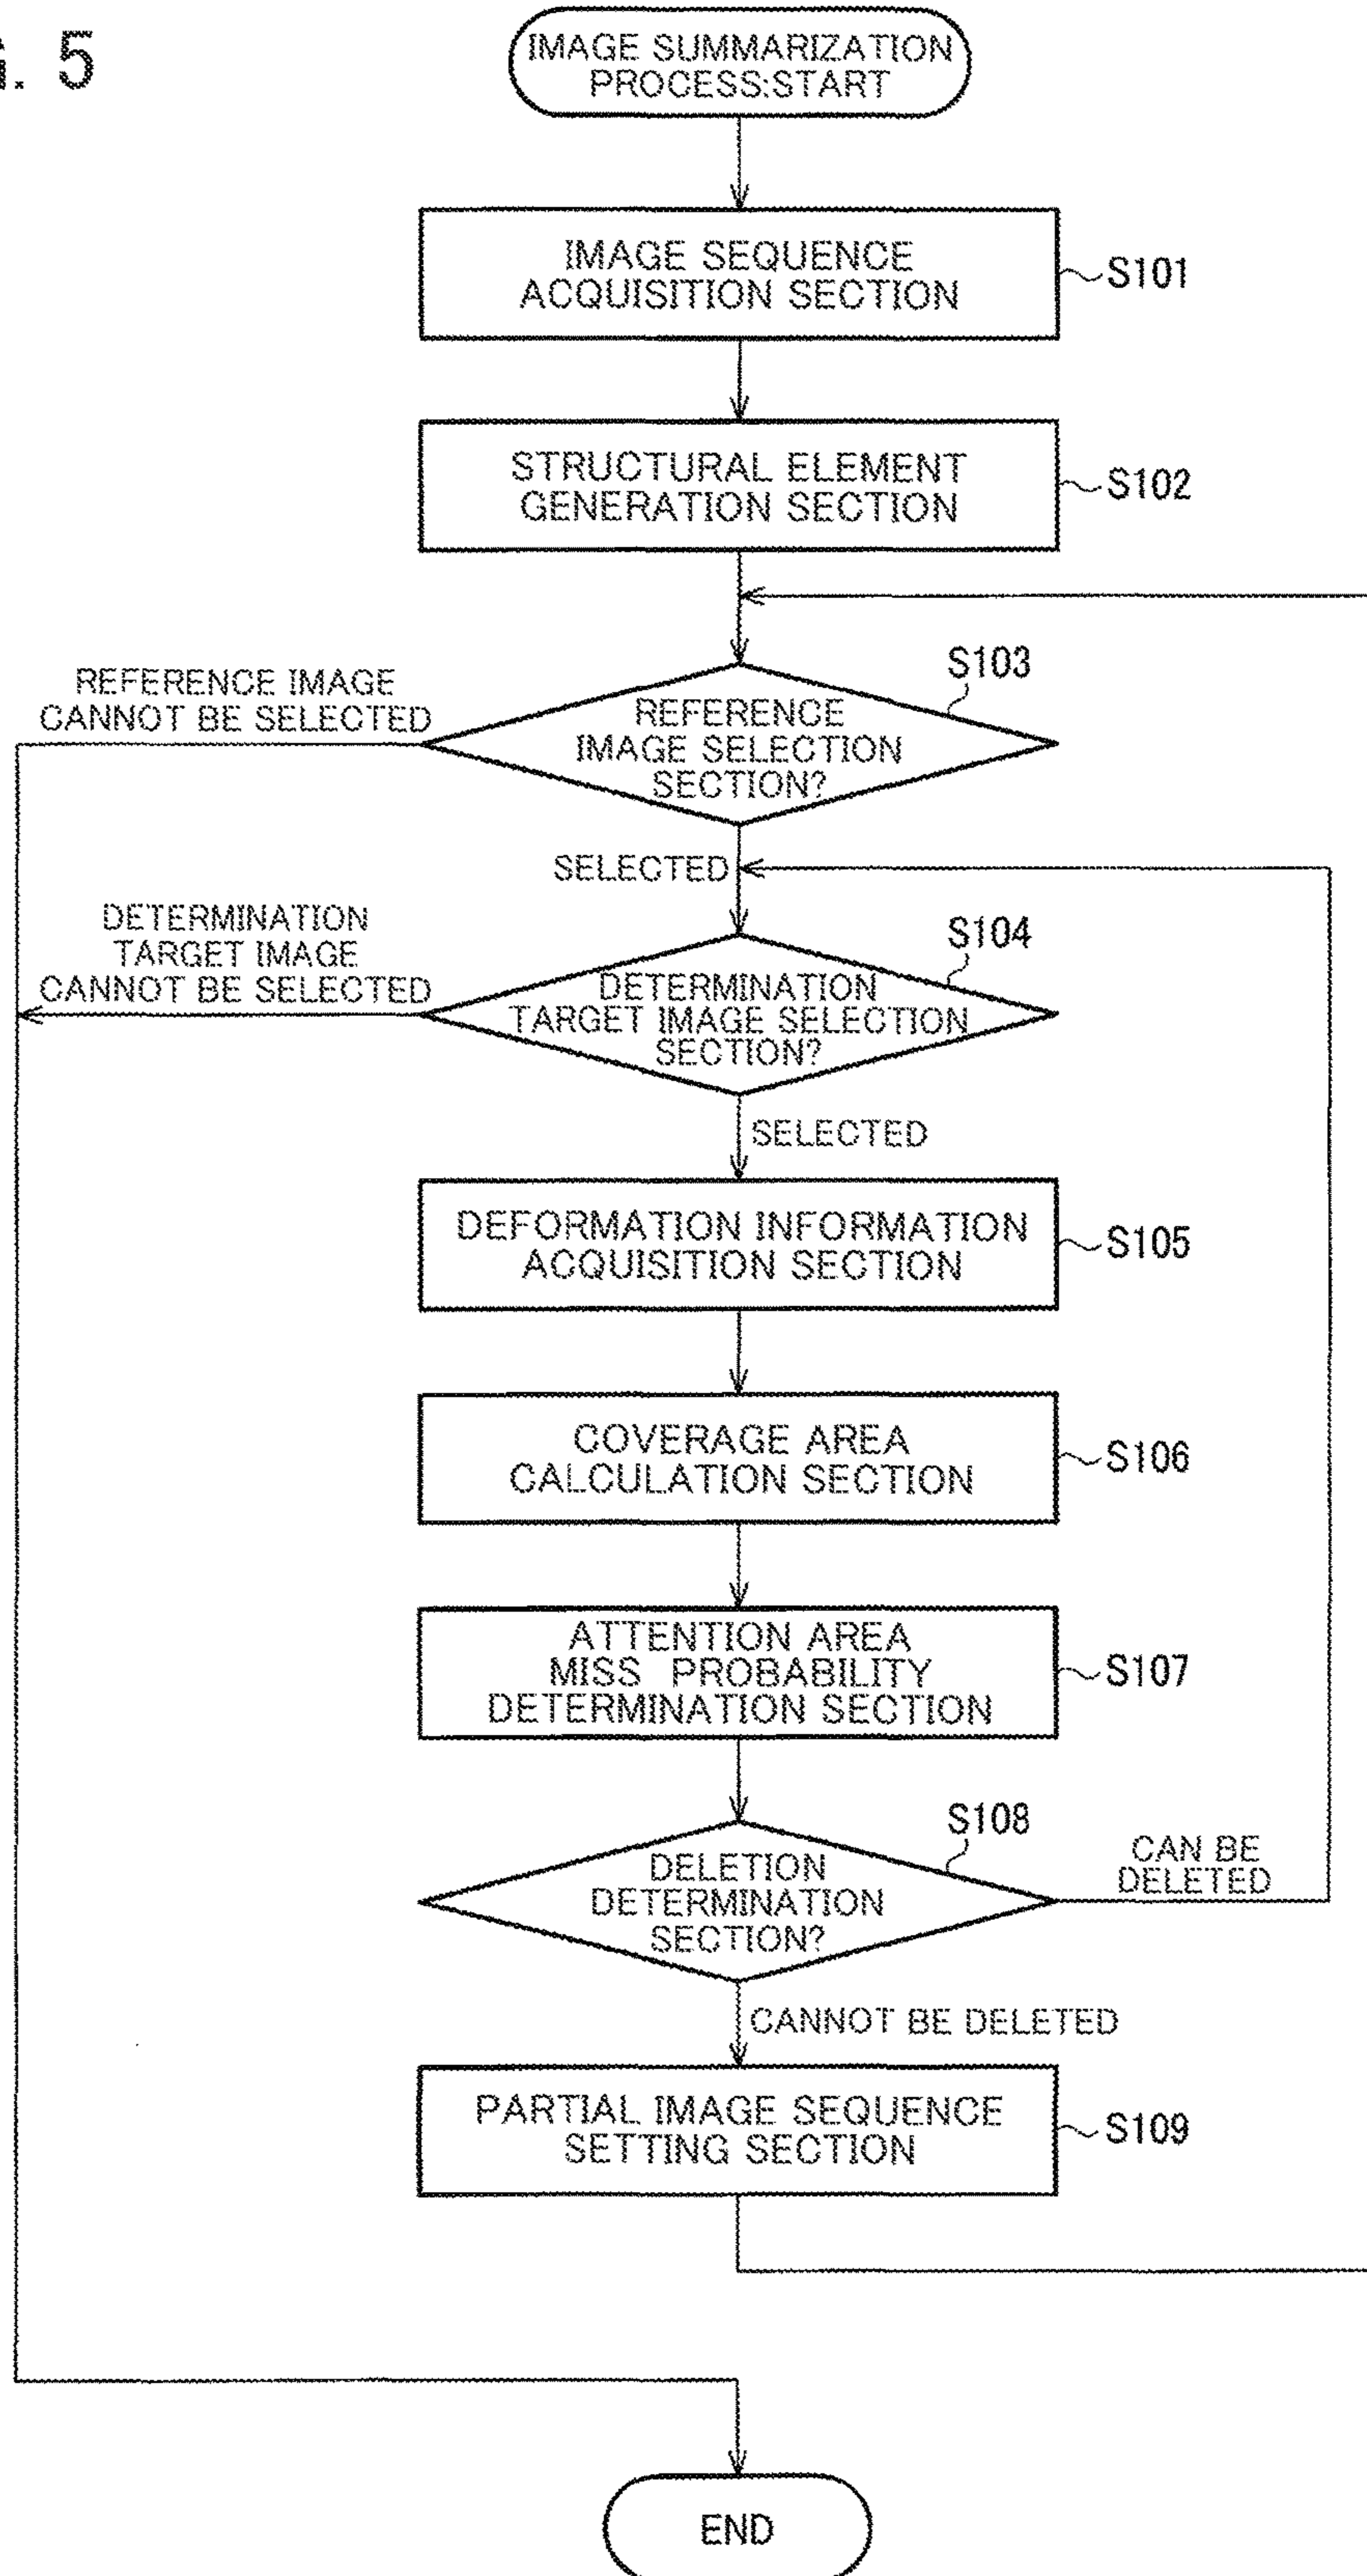 . 5
IMAGE SUMMARIZATION
PROCESS:START
IMAGE SEQUENCE
ACQUISITION SECTION
S101
STRUCTURAL ELEMENT
GENERATION SECTION
S102
REFERENCE IMAGE
CANNOT BE SELECTED
S103
REFERENCE
IMAGE SELECTION
SECTION?
SELECTED
DETERMINATION
TARGET IMAGE
CANNOT BE SELECTED
S104
DETERMINATION
TARGET IMAGE SELECTION
SECTION?
SELECTED
DEFORMATION INFORMATION
ACQUISITION SECTION
S105
COVERAGE AREA
CALCULATION SECTION
S106
ATTENTION AREA
MISS PROBABILITY
DETERMINATION SECTION
S107
S108
DELETION
DETERMINATION
SECTION?
CAN BE
DELETED
CANNOT BE DELETED
PARTIAL IMAGE SEQUENCE
SETTING SECTION
S109
END